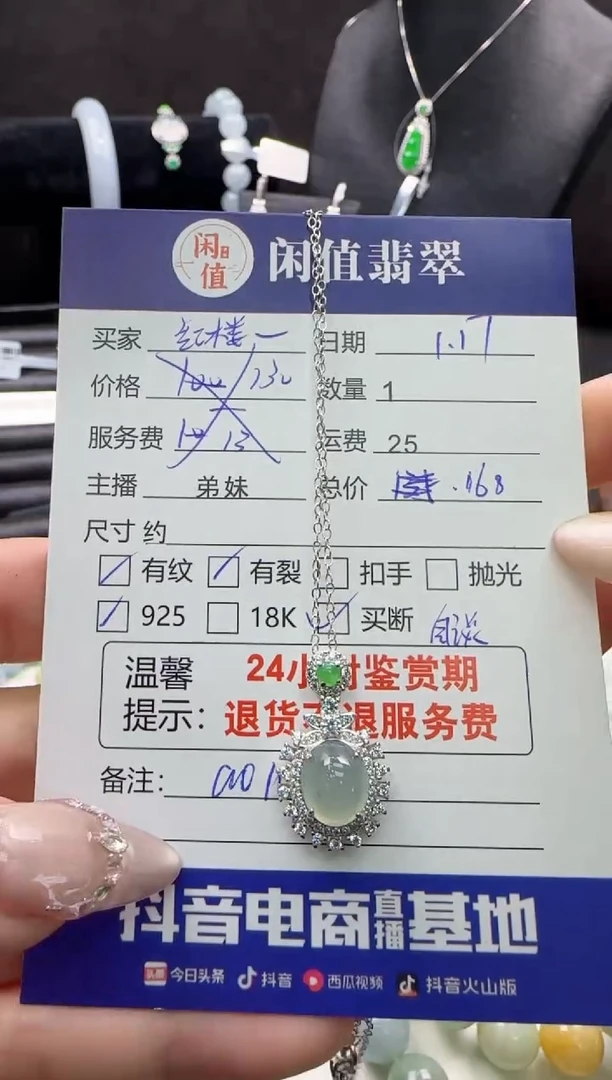 闲值
闲值翡翠
买家 红楼一 日期 1.17
价格 100/130 数量 1
服务费 10 13 运费 25
主播 弟妹 总价 .168
尺寸 约
有纹 有裂 扣手 抛光
925 18K 买断
温馨 24小时鉴赏期
提示: 退货不退服务费
备注:
抖音电商直播基地
头条 今日头条 抖音 西瓜视频 抖音火山版